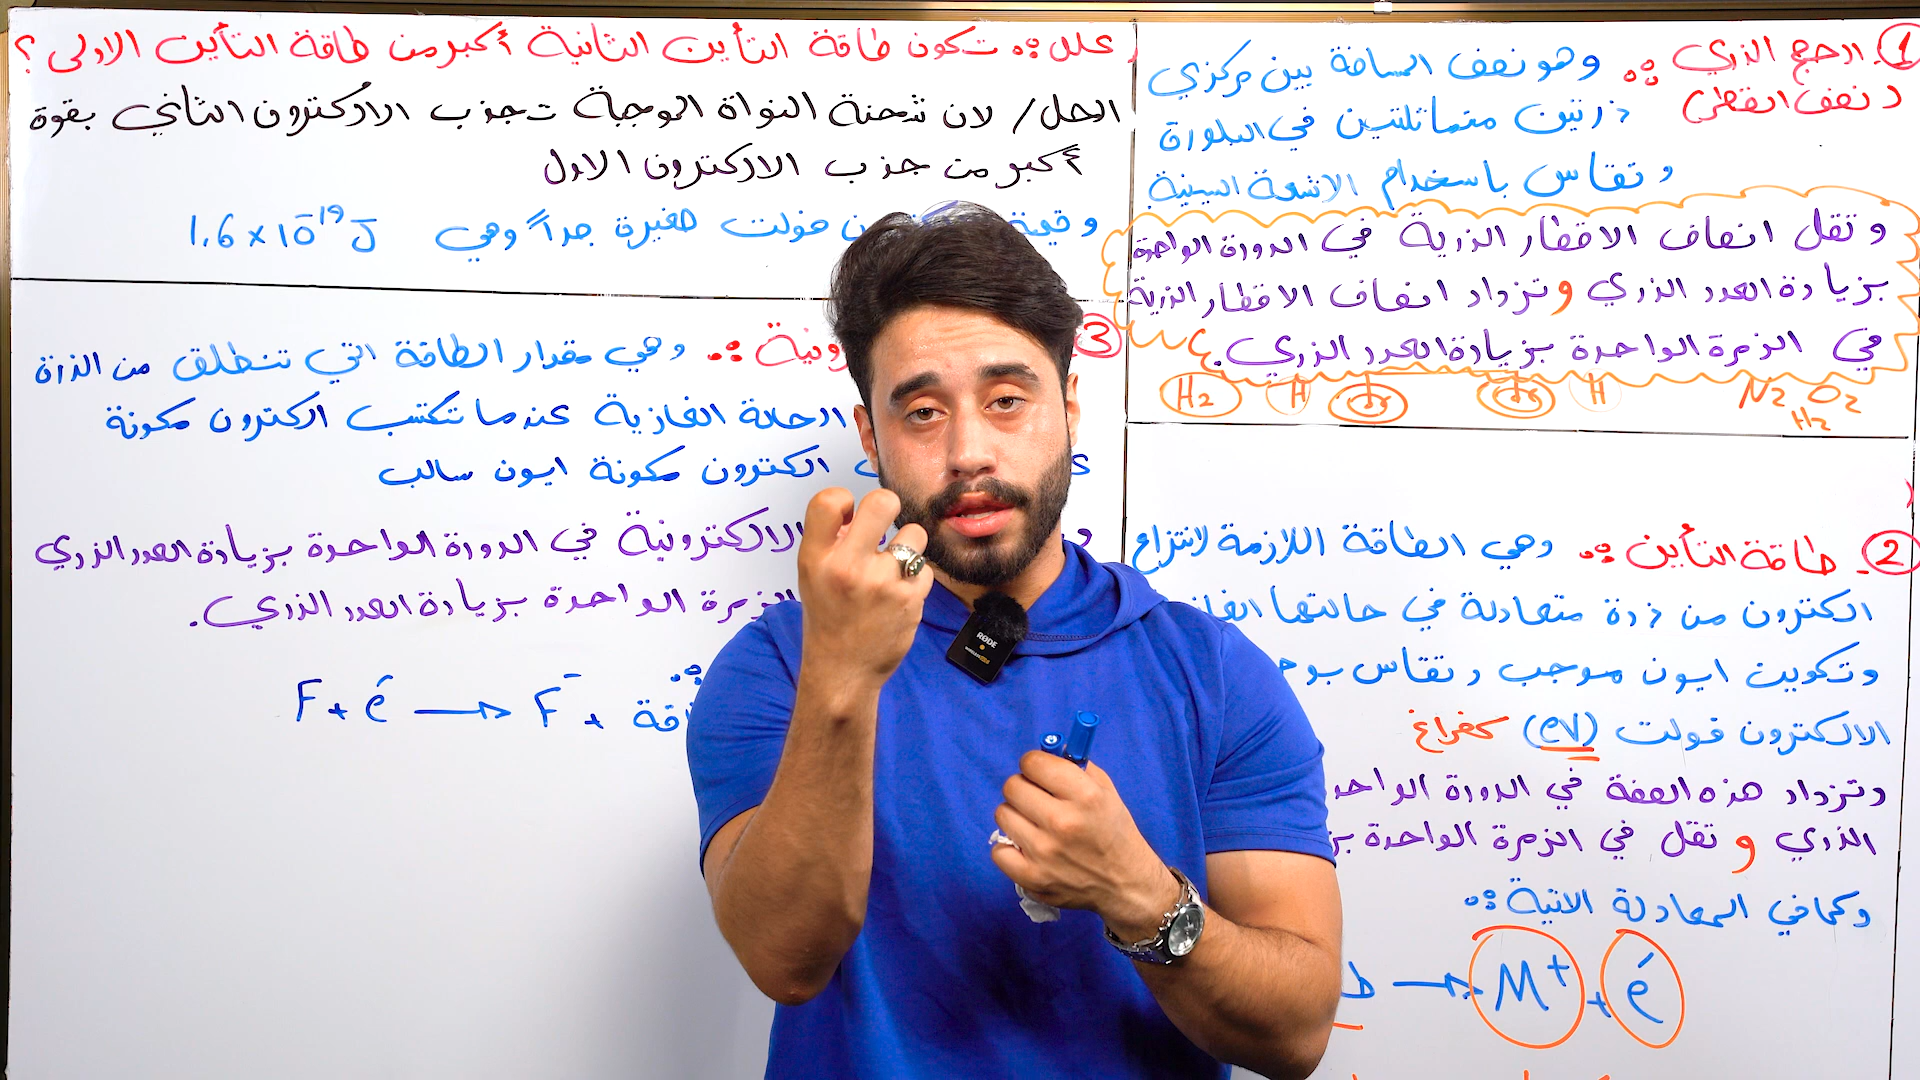 1- الحجم الذري :: وهو نصف المسافة بين مركزي
( نصف القطر) ذرتين متماثلتين في البلورة
وتقاس باستخدام الاشعة السينية
وتقل انصاف الاقطار الذرية في الدورة الواحدة
بزيادة العدد الذري وتزداد انصاف الاقطار الذرية
في الزمرة الواحدة بزيادة العدد الذري.
H2 H H N2 O2
H2
2- طاقة التأين :: وهي الطاقة اللازمة لانتزاع
الكترون من ذرة متعادلة في حالتها
وتكوين ايون موجب وتقاس
الالكترون فولت (eV) كفراغ
وتزداد هذه الصفة في الدورة
الذري و تقل في الزمرة الواحدة
وكما في المعادلة الاتية ::
→ M+ + e-
علل :: تكون طاقة التأين الثانية أكبر من طاقة التأين الاولى ؟
الحل / لان شحنة النواة الموجبة تجذب الالكترون الثاني بقوة
أكبر من جذب الالكترون الاول
وقيمة فولت صغيرة جداً وهي 1.6 × 10-19 J
3 :: وهي مقدار الطاقة التي تنطلق من الذرة
الحالة الغازية عندما تكتسب الكترون مكونة
الكترون مكونة ايون سالب
الالكترونية في الدورة الواحدة بزيادة العدد الذري
الزمرة الواحدة بزيادة العدد الذري.
F + e- → F- +
RØDE